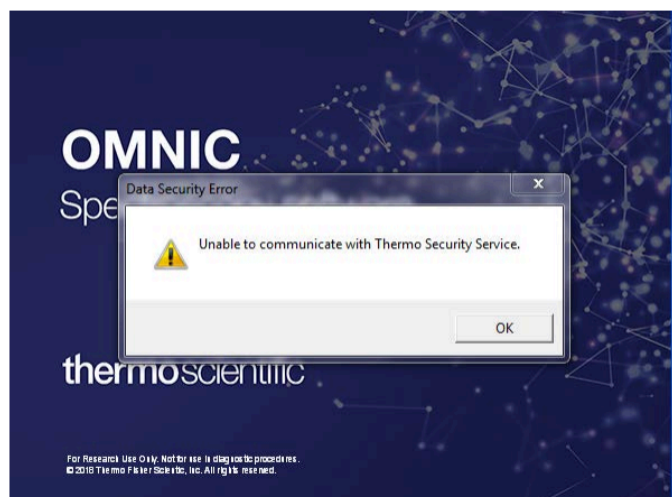 OMNIC
Spe
Data Security Error
x
Unable to communicate with Thermo Security Service.
OK
thermoscientific
For Research Use Only. Not for use in diagnostic procedures.
© 2018 Thermo Fisher Scientific, Inc. All rights reserved.